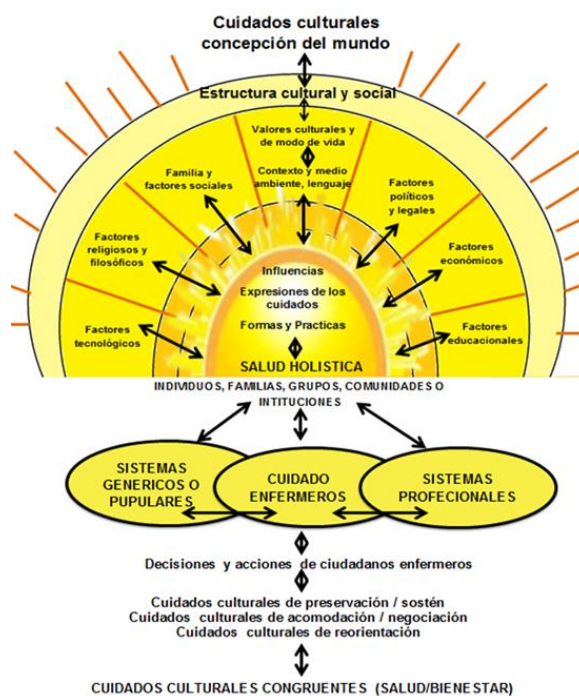 Cuidados culturales
concepción del mundo
Estructura cultural y social
Valores culturales y
de modo de vida
Familia y
factores sociales
Contexto y medio
ambiente, lenguaje
Factores
políticos
y legales
Factores
religiosos y
filosóficos
Factores
económicos
Factores
tecnológicos
Influencias
Expresiones de los
cuidados
Formas y Practicas
Factores
educacionales
SALUD HOLISTICA
INDIVIDUOS, FAMILIAS, GRUPOS, COMUNIDADES O
INTITUCIONES
SISTEMAS
GENERICOS O
PUPULARES
CUIDADO
ENFERMEROS
SISTEMAS
PROFECIONALES
Decisiones y acciones de ciudadanos enfermeros
Cuidados culturales de preservación / sostén
Cuidados culturales de acomodación / negociación
Cuidados culturales de reorientación
CUIDADOS CULTURALES CONGRUENTES (SALUD/BIENESTAR)